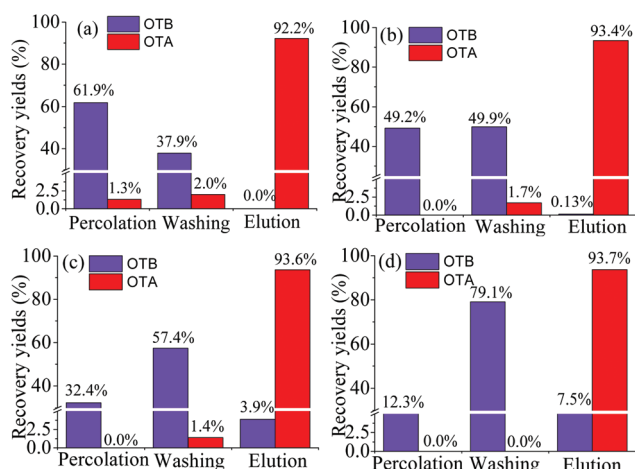 (a)
OTB
OTA
Recovery yields (%)
100
80
60
40
2.5
0.0
61.9%
1.3%
37.9%
2.0%
0.0%
92.2%
Percolation Washing Elution
(b)
OTB
OTA
Recovery yields (%)
100
80
60
40
2.5
0.0
49.2%
0.0%
49.9%
1.7%
0.13%
93.4%
Percolation Washing Elution
(c)
OTB
OTA
Recovery yields (%)
100
80
60
40
2.5
0.0
32.4%
0.0%
57.4%
1.4%
3.9%
93.6%
Percolation Washing Elution
(d)
OTB
OTA
Recovery yields (%)
100
80
60
40
2.5
0.0
12.3%
0.0%
79.1%
0.0%
7.5%
93.7%
Percolation Washing Elution